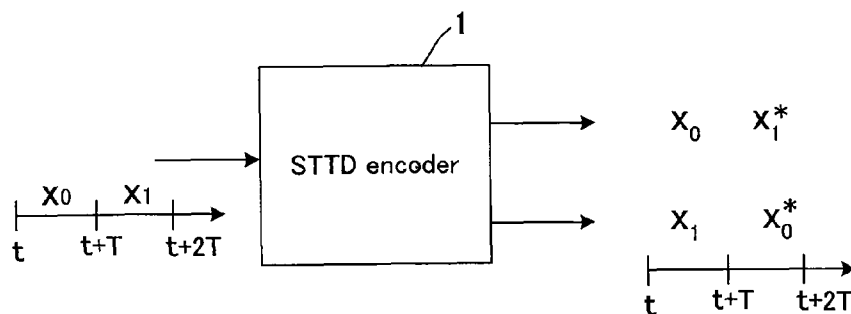 1
STTD encoder
X0 X1
t t+T t+2T
X0 X1*
X1 X0*
t t+T t+2T